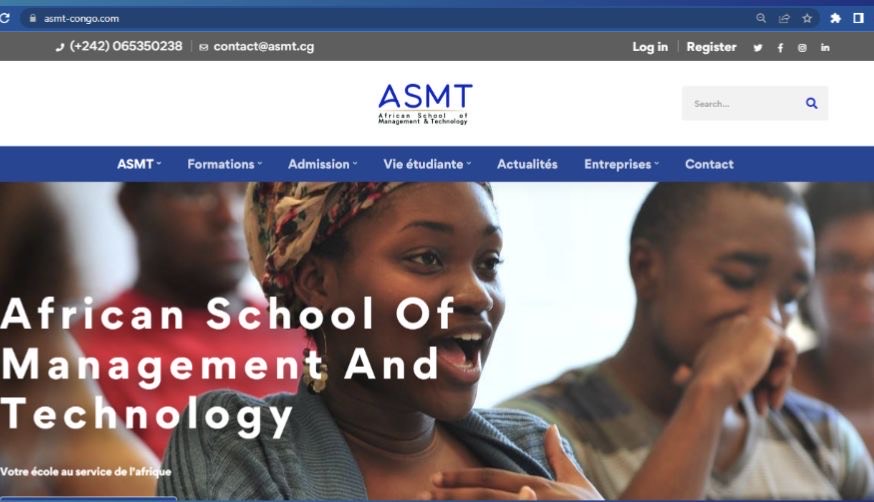 asmt-congo.com
(+242) 065350238 contact@asmt.cg Log in Register
ASMT
African School of
Management & Technology
Search...
ASMT Formations Admission Vie étudiante Actualités Entreprises Contact
African School Of
Management And
Technology
Votre école au service de l'afrique